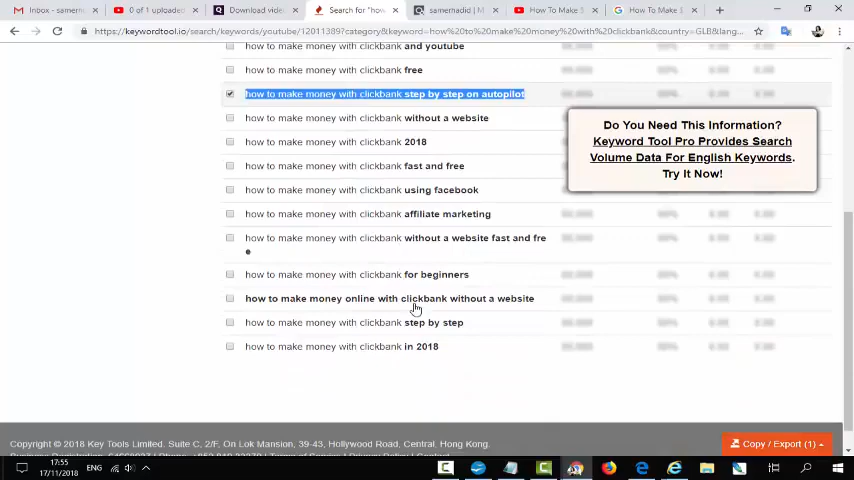 Inbox - samerh
0 of 1 uploaded
Download video
Search for "how
samerhadid | M
How To Make S
How To Make S
https://keywordtool.io/search/keywords/youtube/12011389?category&keyword=how%20to%20make%20money%20with%20clickbank&country=GLB&lang...
how to make money with clickbank and youtube
how to make money with clickbank free
how to make money with clickbank step by step on autopilot
how to make money with clickbank without a website
how to make money with clickbank 2018
how to make money with clickbank fast and free
how to make money with clickbank using facebook
how to make money with clickbank affiliate marketing
how to make money with clickbank without a website fast and fre
e
how to make money with clickbank for beginners
how to make money online with clickbank without a website
how to make money with clickbank step by step
how to make money with clickbank in 2018
Do You Need This Information?
Keyword Tool Pro Provides Search
Volume Data For English Keywords.
Try It Now!
Copyright © 2018 Key Tools Limited. Suite C, 2/F, On Lok Mansion, 39-43, Hollywood Road, Central, Hong Kong.
Copy / Export (1)
ENG
17:55
17/11/2018